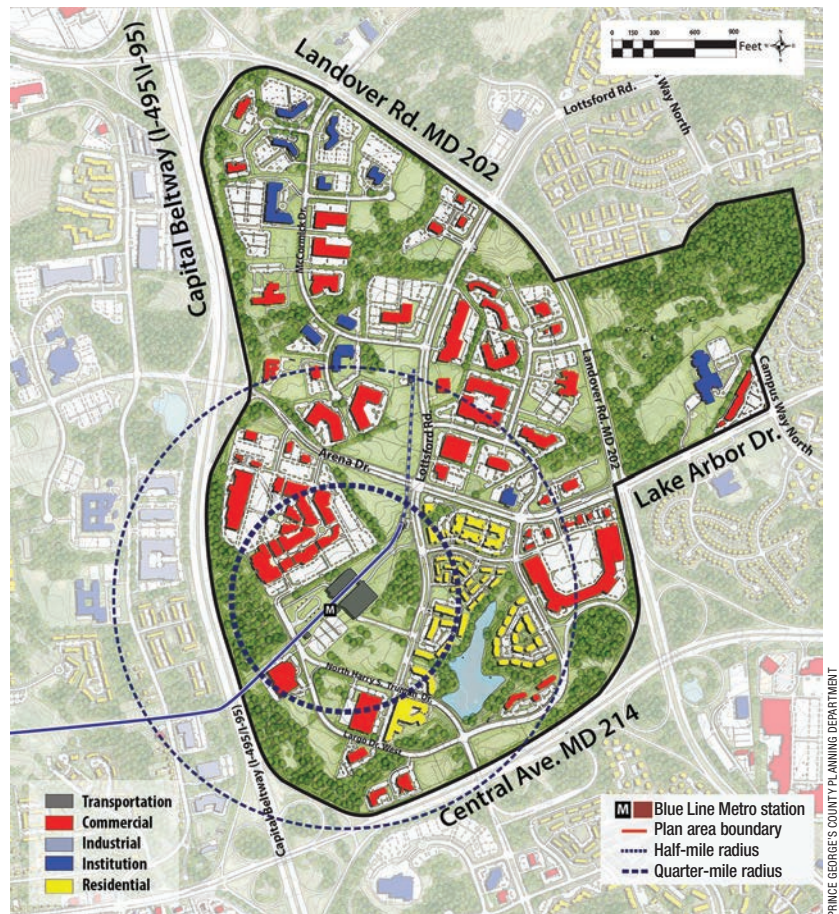 Capital Beltway (I-495\I-95)
Landover Rd. MD 202
0 150 300 600 900
Feet
Lottsford Rd.
Way North
McCormick Dr.
Landover Rd. MD 202
Campus Way North
Lottsford Rd.
Arena Dr.
Lake Arbor Dr.
M
North Harry S. Truman Dr.
Largo Dr. West
Central Ave. MD 214
Capital Beltway (I-495/I-95)
Transportation
Commercial
Industrial
Institution
Residential
M Blue Line Metro station
Plan area boundary
Half-mile radius
Quarter-mile radius
PRINCE GEORGE'S COUNTY PLANNING DEPARTMENT